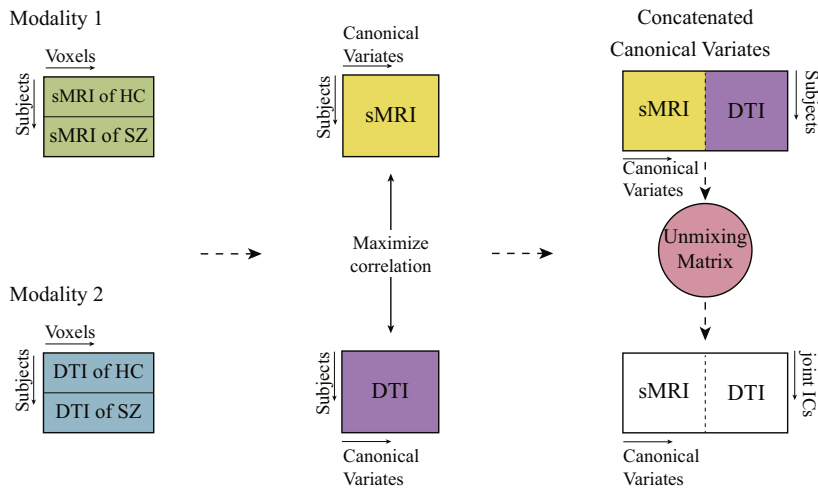 Modality 1
Voxels
Subjects
sMRI of HC
sMRI of SZ
Modality 2
Voxels
Subjects
DTI of HC
DTI of SZ
Canonical
Variates
Subjects
sMRI
Maximize
correlation
Subjects
DTI
Canonical
Variates
Concatenated
Canonical Variates
sMRI
DTI
Subjects
Canonical
Variates
Unmixing
Matrix
sMRI
DTI
joint ICs
Canonical
Variates